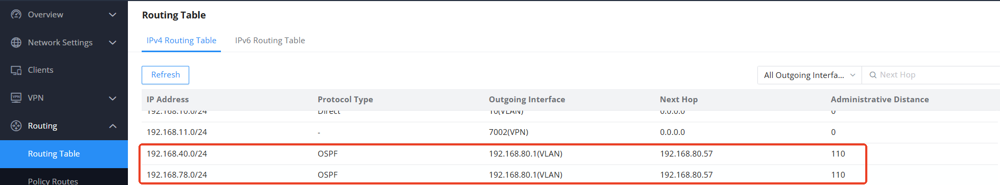 Overview
Network Settings
Clients
VPN
VPN
Routing
Routing Table
Policy Routes
Routing Table
IPv4 Routing Table IPv6 Routing Table
Refresh
All Outgoing Interfa... Next Hop
IP Address Protocol Type Outgoing Interface Next Hop Administrative Distance
192.168.10.0/24 Direct 10(VLAN) 0.0.0.0 0
192.168.11.0/24 - 7002(VPN) 0.0.0.0 0
192.168.40.0/24 OSPF 192.168.80.1(VLAN) 192.168.80.57 110
192.168.78.0/24 OSPF 192.168.80.1(VLAN) 192.168.80.57 110